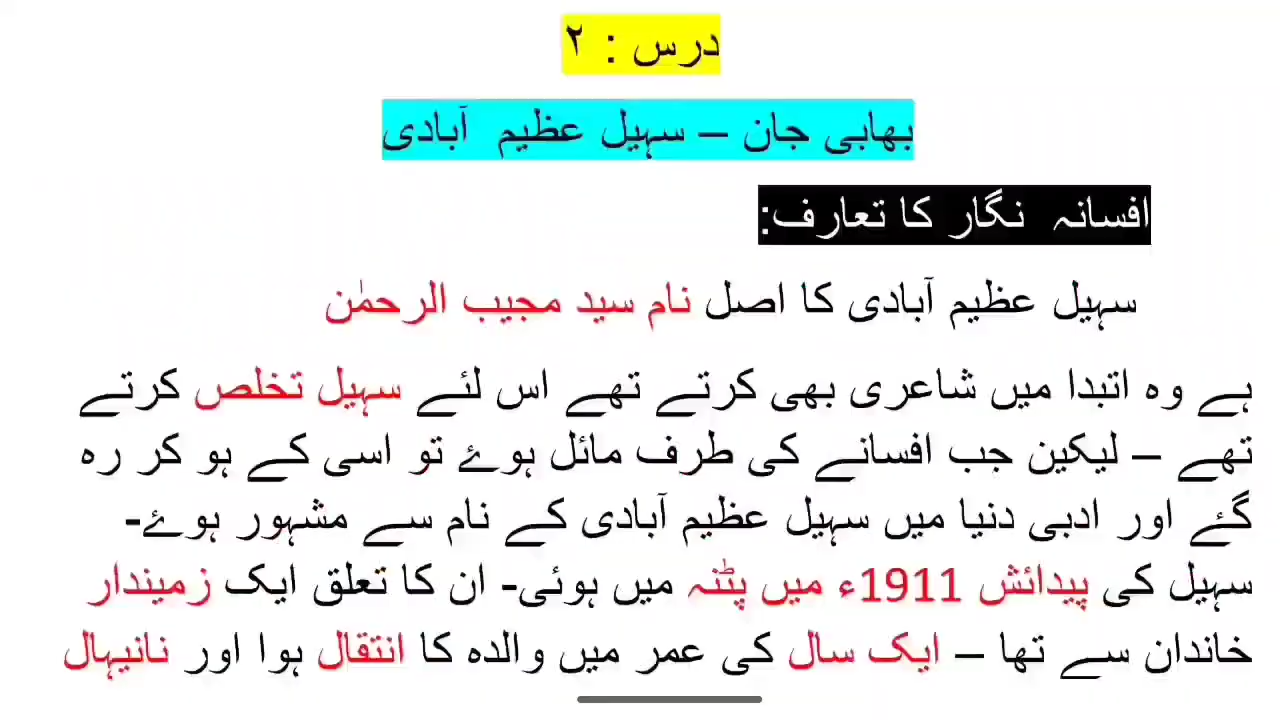 درس : ۲
بھابی جان – سہیل عظیم آبادی
افسانہ نگار کا تعارف:
سہیل عظیم آبادی کا اصل نام سید مجیب الرحمٰن
ہے وہ اتبدا میں شاعری بھی کرتے تھے اس لئے سہیل تخلص کرتے
تھے – لیکین جب افسانے کی طرف مائل ہوۓ تو اسی کے ہو کر رہ
گئے اور ادبی دنیا میں سہیل عظیم آبادی کے نام سے مشہور ہوۓ-
سہیل کی پیدائش 1911ء میں پٹنہ میں ہوئی- ان کا تعلق ایک زمیندار
خاندان سے تھا – ایک سال کی عمر میں والدہ کا انتقال ہوا اور نانیہال